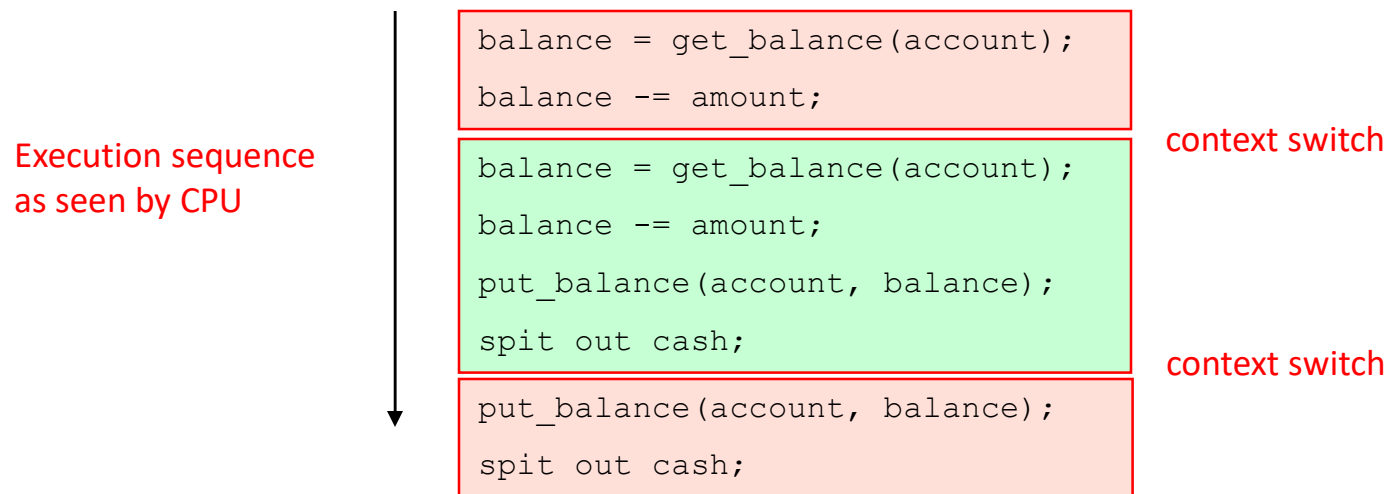 balance = get_balance(account);
balance -= amount;
context switch
Execution sequence
as seen by CPU
balance = get_balance(account);
balance -= amount;
put_balance(account, balance);
spit out cash;
context switch
put_balance(account, balance);
spit out cash;